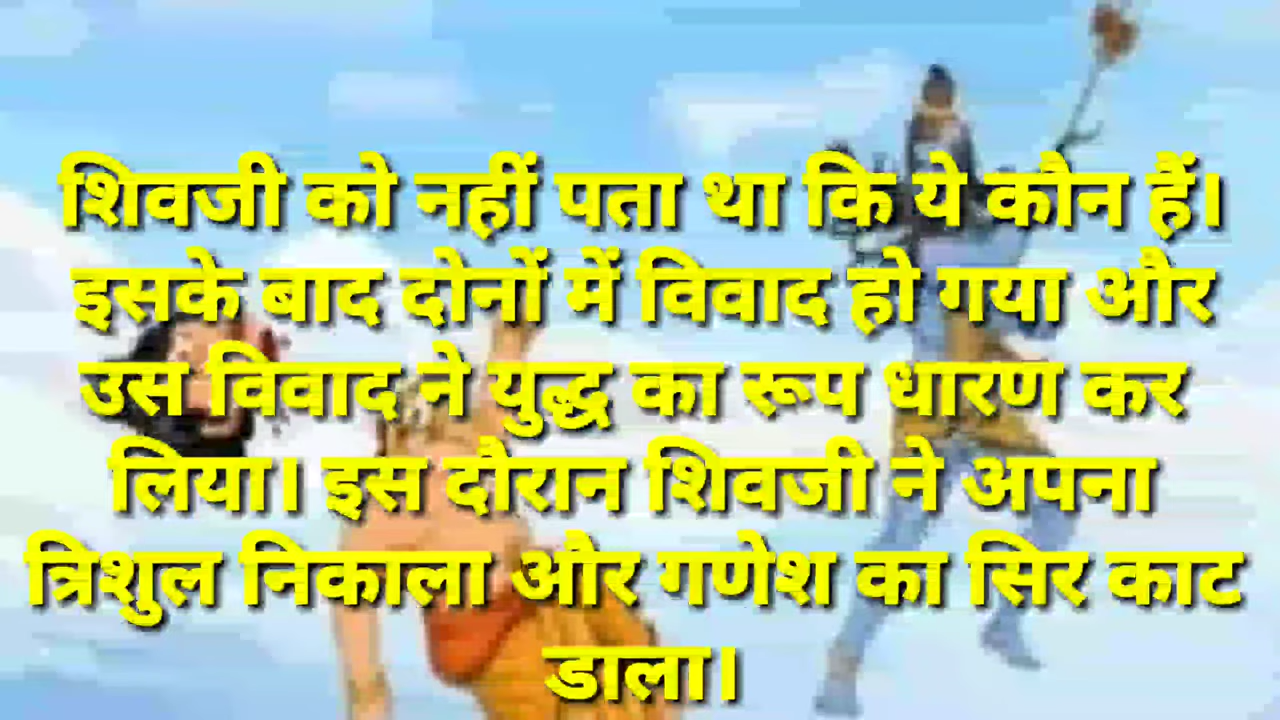 शिवजी को नहीं पता था कि ये कौन हैं।
इसके बाद दोनों में विवाद हो गया और
उस विवाद ने युद्ध का रूप धारण कर
लिया। इस दौरान शिवजी ने अपना
त्रिशुल निकाला और गणेश का सिर काट
डाला।